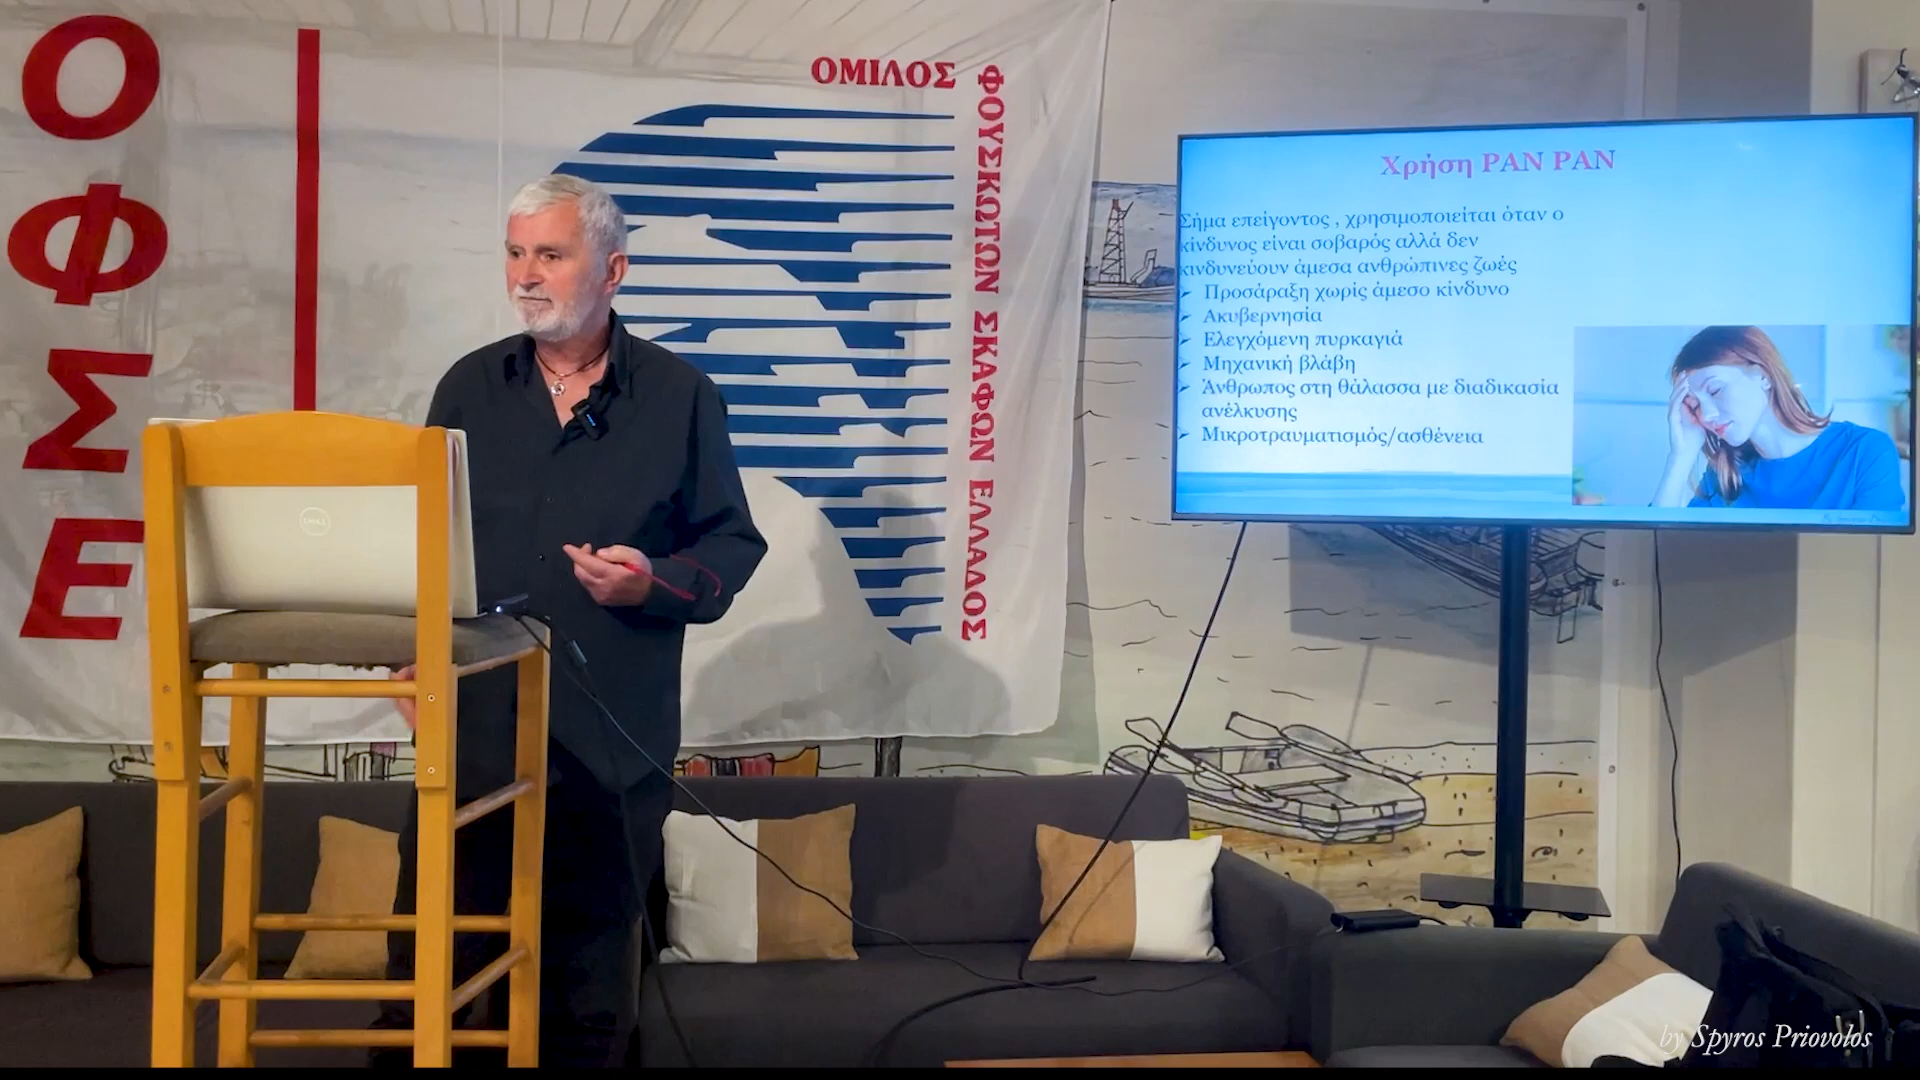 ΟΦΣΕ
ΟΜΙΛΟΣ
ΦΟΥΣΚΩΤΩΝ ΣΚΑΦΩΝ ΕΛΛΑΔΟΣ
Χρήση PAN PAN
Σήμα επείγοντος , χρησιμοποιείται όταν ο
κίνδυνος είναι σοβαρός αλλά δεν
κινδυνεύουν άμεσα ανθρώπινες ζωές
➢ Προσάραξη χωρίς άμεσο κίνδυνο
➢ Ακυβερνησία
➢ Ελεγχόμενη πυρκαγιά
➢ Μηχανική βλάβη
➢ Άνθρωπος στη θάλασσα με διαδικασία
ανέλκυσης
➢ Μικροτραυματισμός/ασθένεια
DELL
by Spyros Priovolos